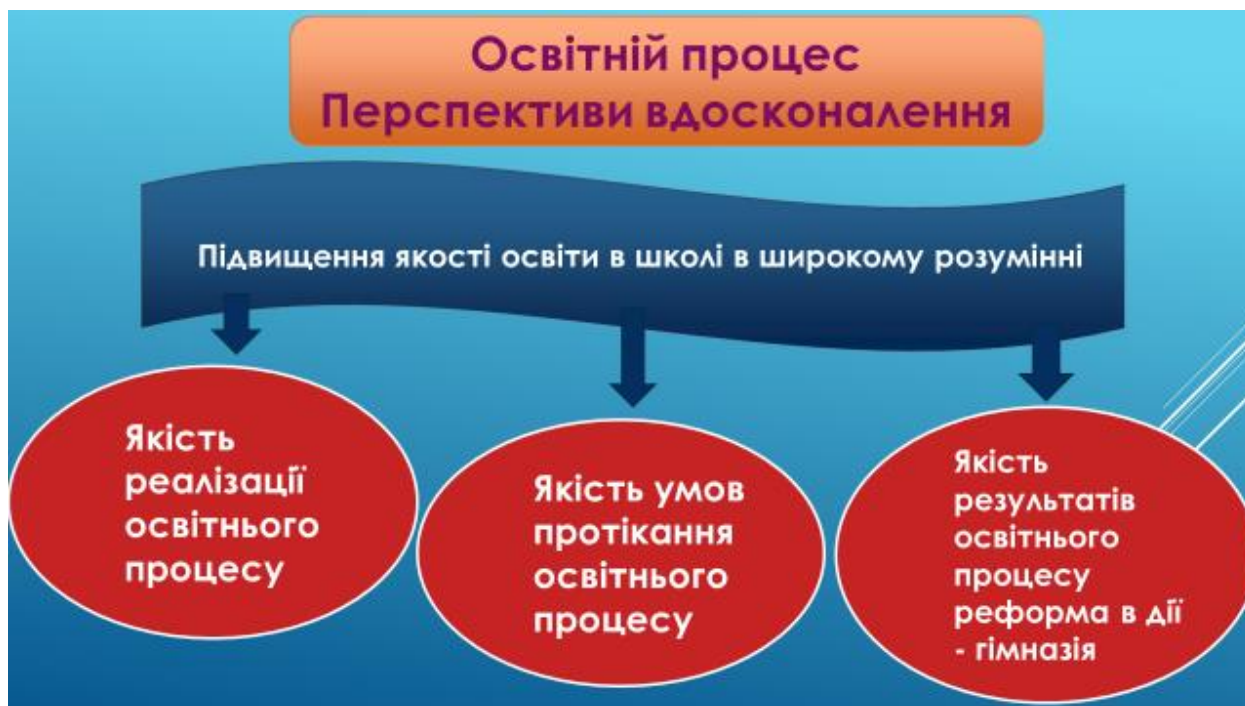 Освітній процес
Перспективи вдосконалення
Підвищення якості освіти в школі в широкому розумінні
Якість
реалізації
освітнього
процесу
Якість умов
протікання
освітнього
процесу
Якість
результатів
освітнього
процесу
реформа в дії
- гімназія